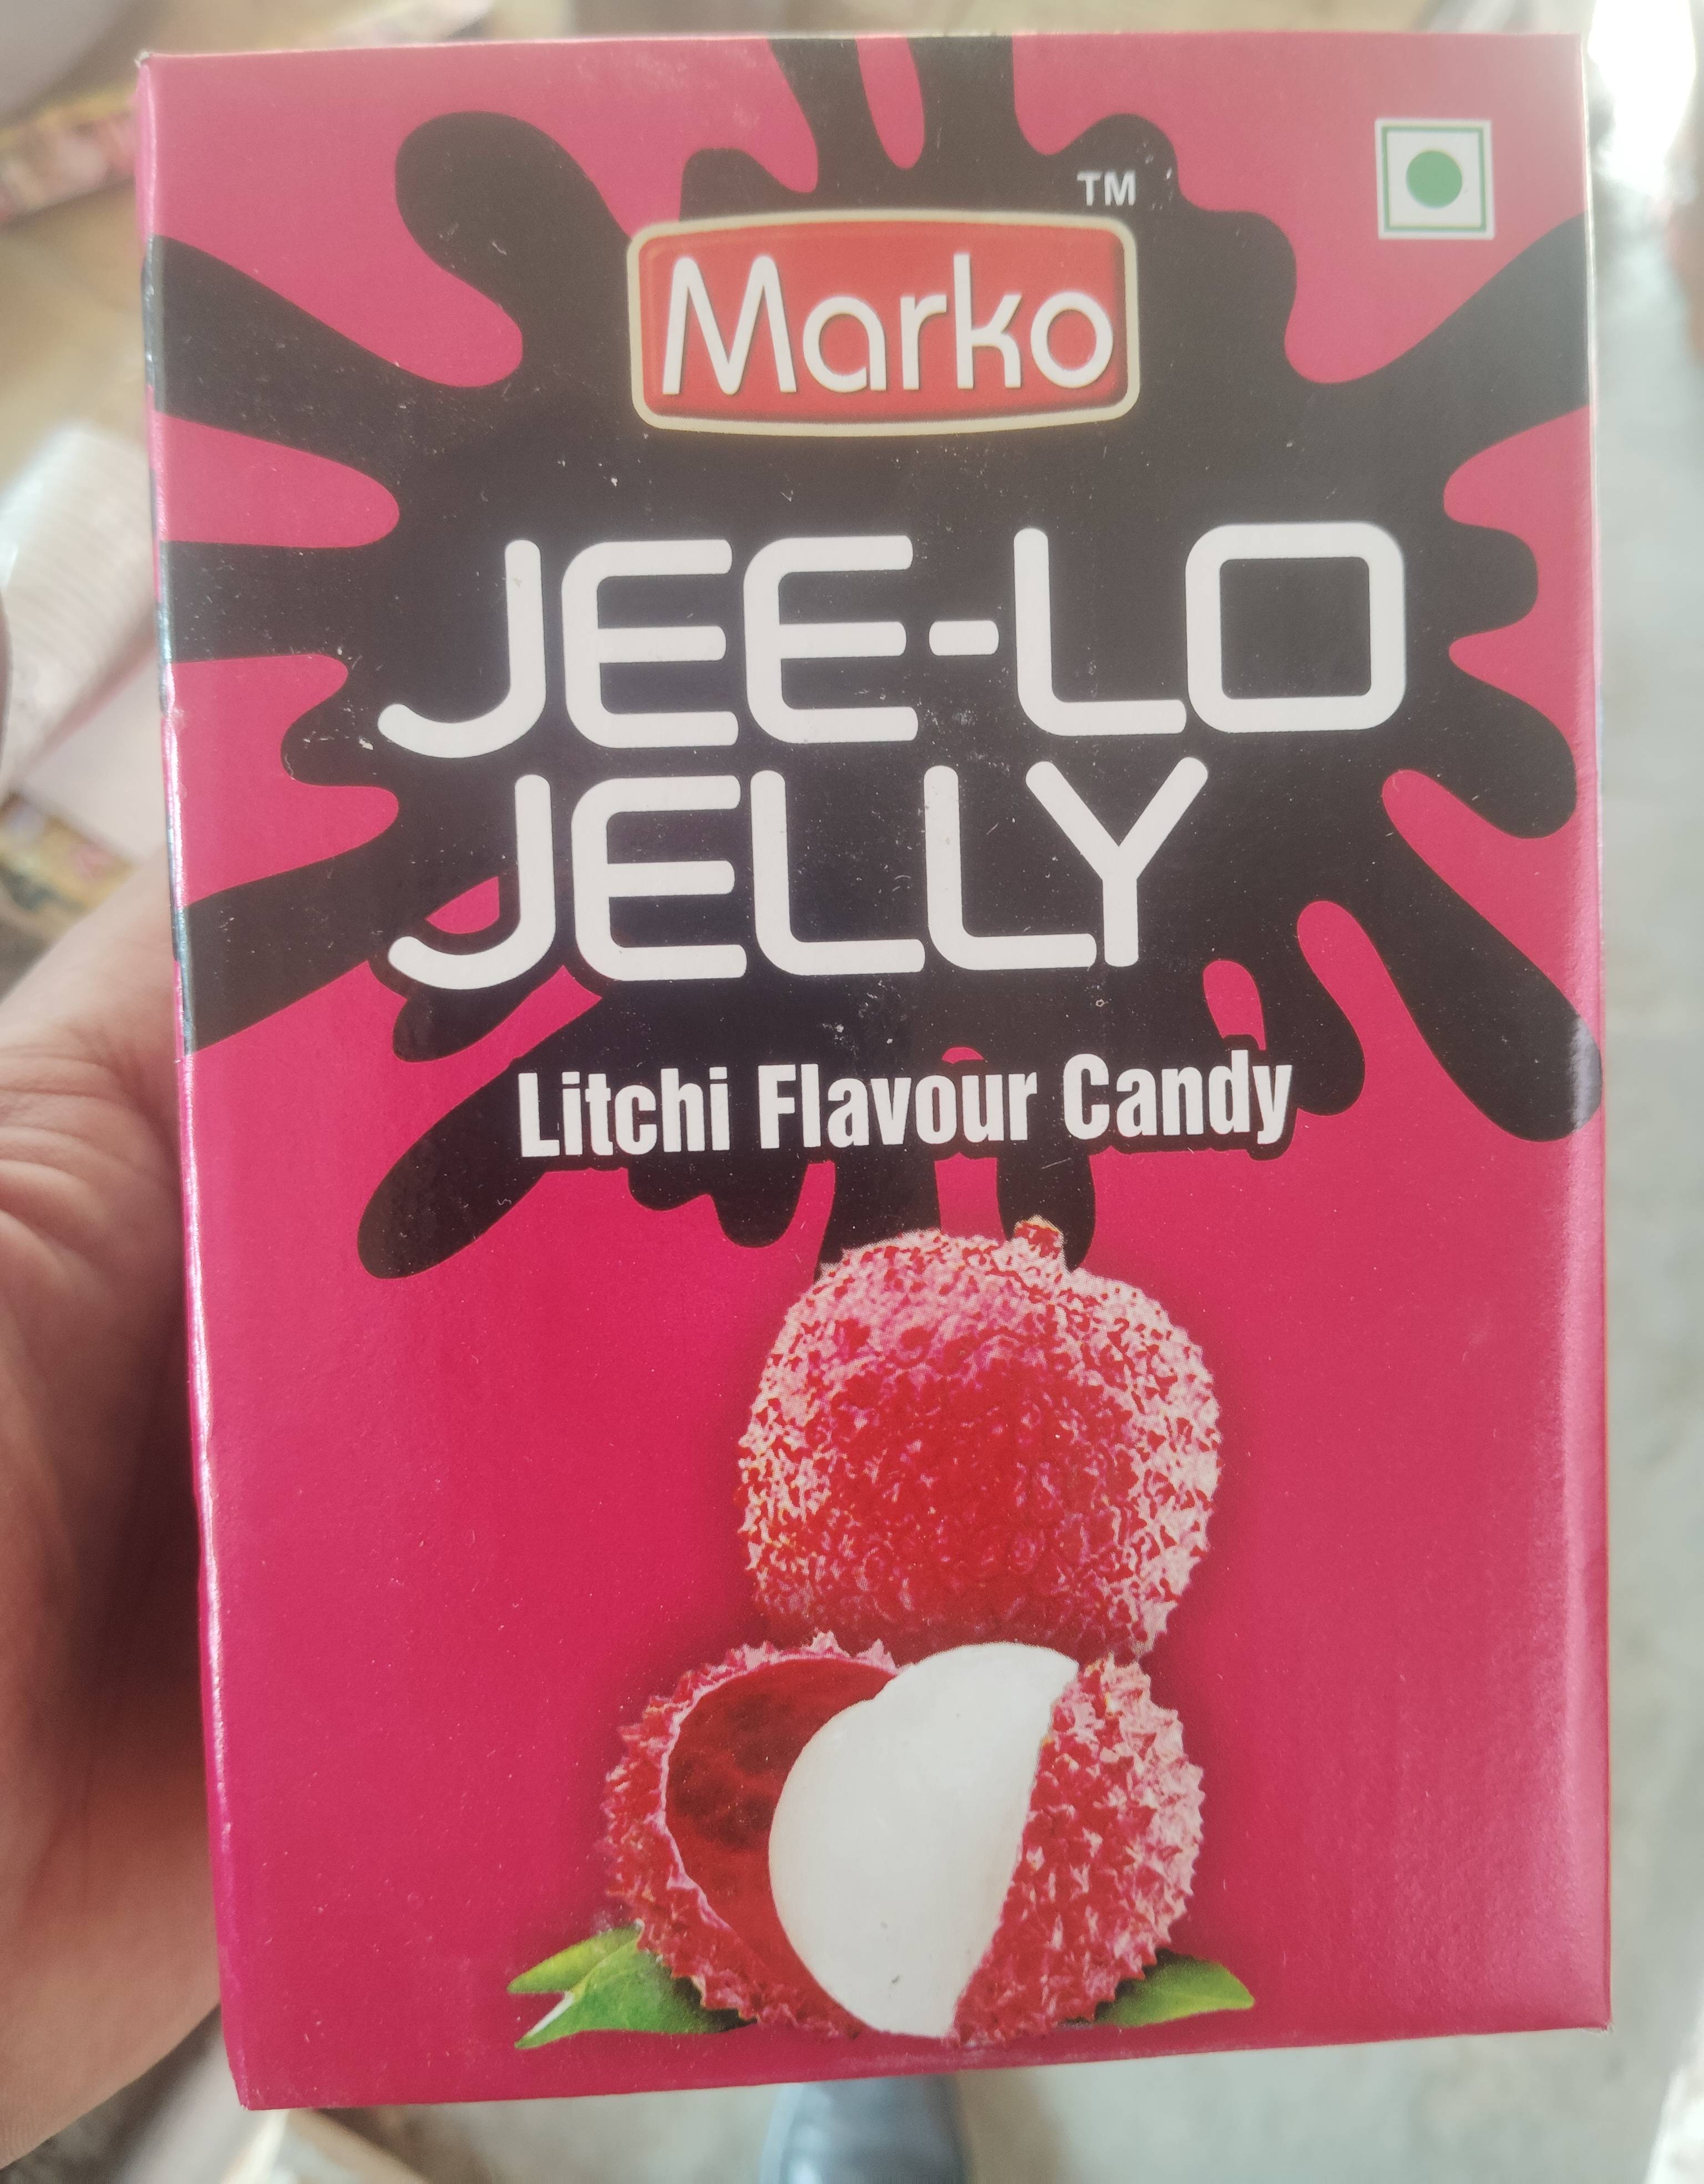 TM
Marko
JEE-LO
JELLY
Litchi Flavour Candy